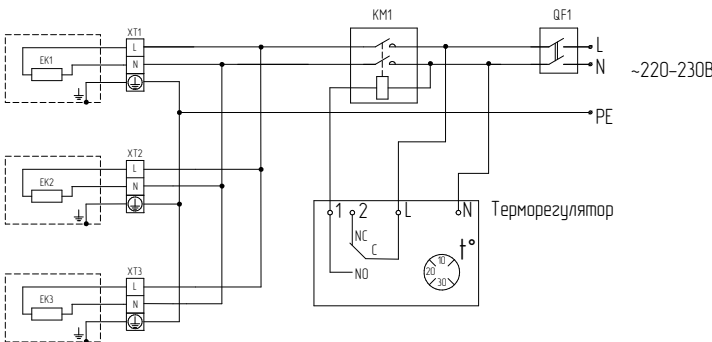 KM1
QF1
XT1
L
EK1
N
L
N
~220-230В
PE
XT2
L
EK2
N
1 2 L N Терморегулятор
NC
C
NO
t°
10
20
30
XT3
L
EK3
N